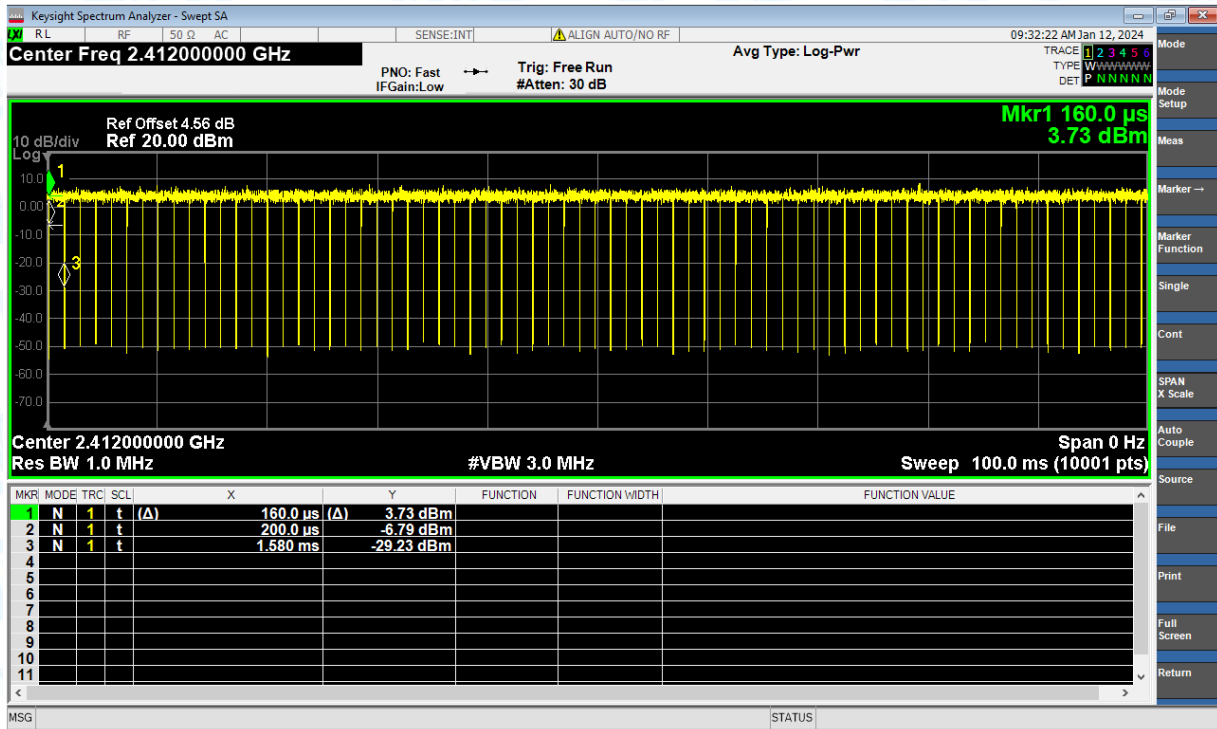 Keysight Spectrum Analyzer - Swept SA
LXI RL RF 50 Ω AC SENSE:INT ALIGN AUTO/NO RF 09:32:22 AM Jan 12, 2024
Center Freq 2.412000000 GHz
Avg Type: Log-Pwr
TRACE 1 2 3 4 5 6
TYPE WWWWWW
DET P NNNNN
PNO: Fast Trig: Free Run
IFGain:Low #Atten: 30 dB
Mkr1 160.0 µs
3.73 dBm
Ref Offset 4.56 dB
10 dB/div Ref 20.00 dBm
Log
1
10.0
0.00
2
-10.0
-20.0
3
-30.0
-40.0
-50.0
-60.0
-70.0
Center 2.412000000 GHz Span 0 Hz
Res BW 1.0 MHz #VBW 3.0 MHz Sweep 100.0 ms (10001 pts)
MKR MODE TRC SCL X Y FUNCTION FUNCTION WIDTH FUNCTION VALUE
1 N 1 t (Δ) 160.0 µs (Δ) 3.73 dBm
2 N 1 t 200.0 µs -6.79 dBm
3 N 1 t 1.580 ms -29.23 dBm
4
5
6
7
8
9
10
11
MSG STATUS
Mode
Mode
Setup
Meas
Marker →
Marker
Function
Single
Cont
SPAN
X Scale
Auto
Couple
Source
File
Print
Full
Screen
Return